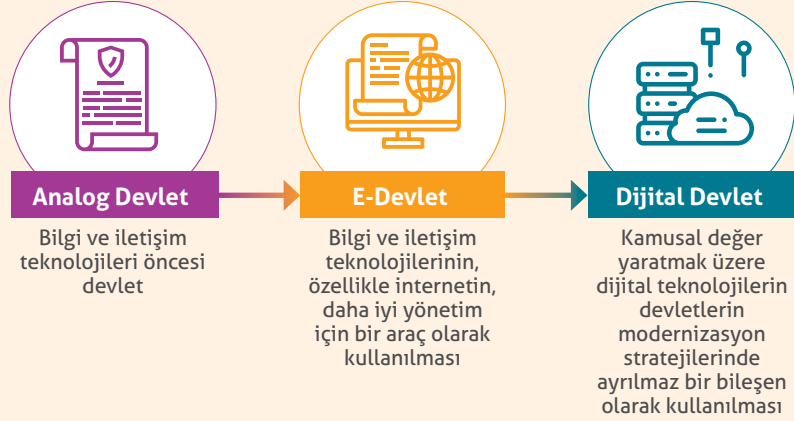 Analog Devlet
Bilgi ve iletişim
teknolojileri öncesi
devlet
E-Devlet
Bilgi ve iletişim
teknolojilerinin,
özellikle internetin,
daha iyi yönetim
için bir araç olarak
kullanılması
Dijital Devlet
Kamusal değer
yaratmak üzere
dijital teknolojilerin
devletlerin
modernizasyon
stratejilerinde
ayrılmaz bir bileşen
olarak kullanılması